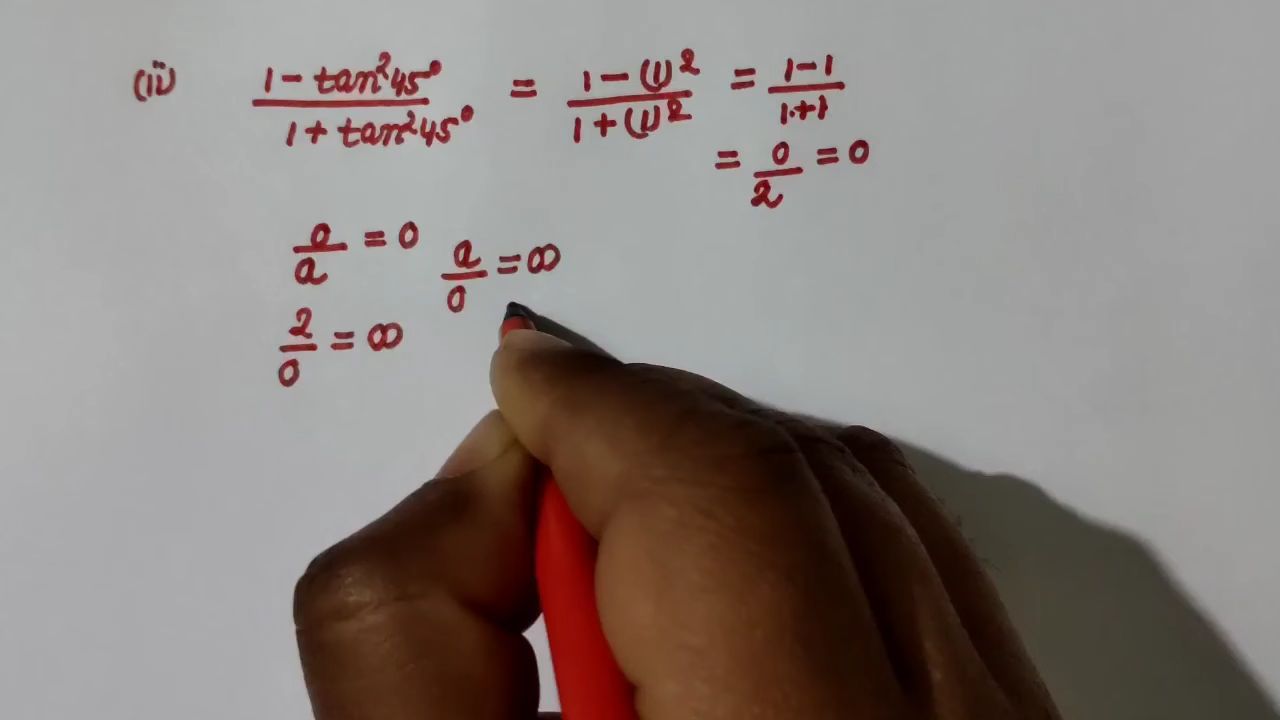 (ii) 1 - tan²45° / 1 + tan²45° = 1 - (1)² / 1 + (1)² = 1-1 / 1+1
= 0/2 = 0
0/a = 0 a/0 = ∞
2/0 = ∞